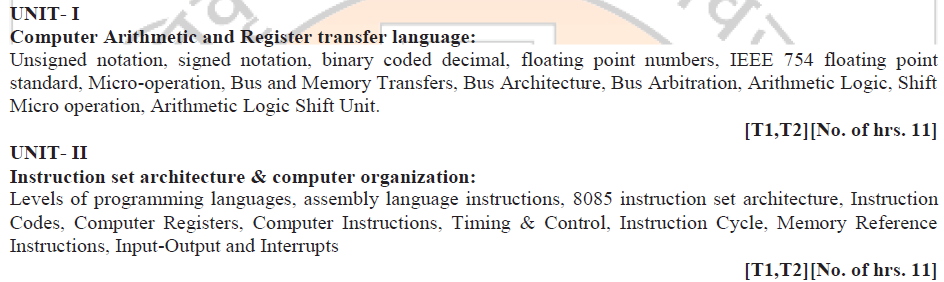 UNIT- I
Computer Arithmetic and Register transfer language:
Unsigned notation, signed notation, binary coded decimal, floating point numbers, IEEE 754 floating point
standard, Micro-operation, Bus and Memory Transfers, Bus Architecture, Bus Arbitration, Arithmetic Logic, Shift
Micro operation, Arithmetic Logic Shift Unit.
[T1,T2][No. of hrs. 11]
UNIT- II
Instruction set architecture & computer organization:
Levels of programming languages, assembly language instructions, 8085 instruction set architecture, Instruction
Codes, Computer Registers, Computer Instructions, Timing & Control, Instruction Cycle, Memory Reference
Instructions, Input-Output and Interrupts
[T1,T2][No. of hrs. 11]